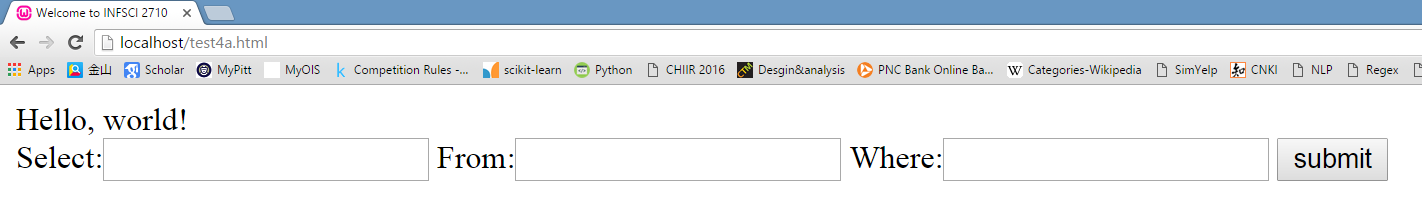 Welcome to INFSCI 2710
localhost/test4a.html
Apps 金山 Scholar MyPitt MyOIS Competition Rules -... scikit-learn Python CHIIR 2016 Desgin&analysis PNC Bank Online Ba... Categories-Wikipedia SimYelp CNKI NLP Regex
Hello, world!
Select: From: Where: submit